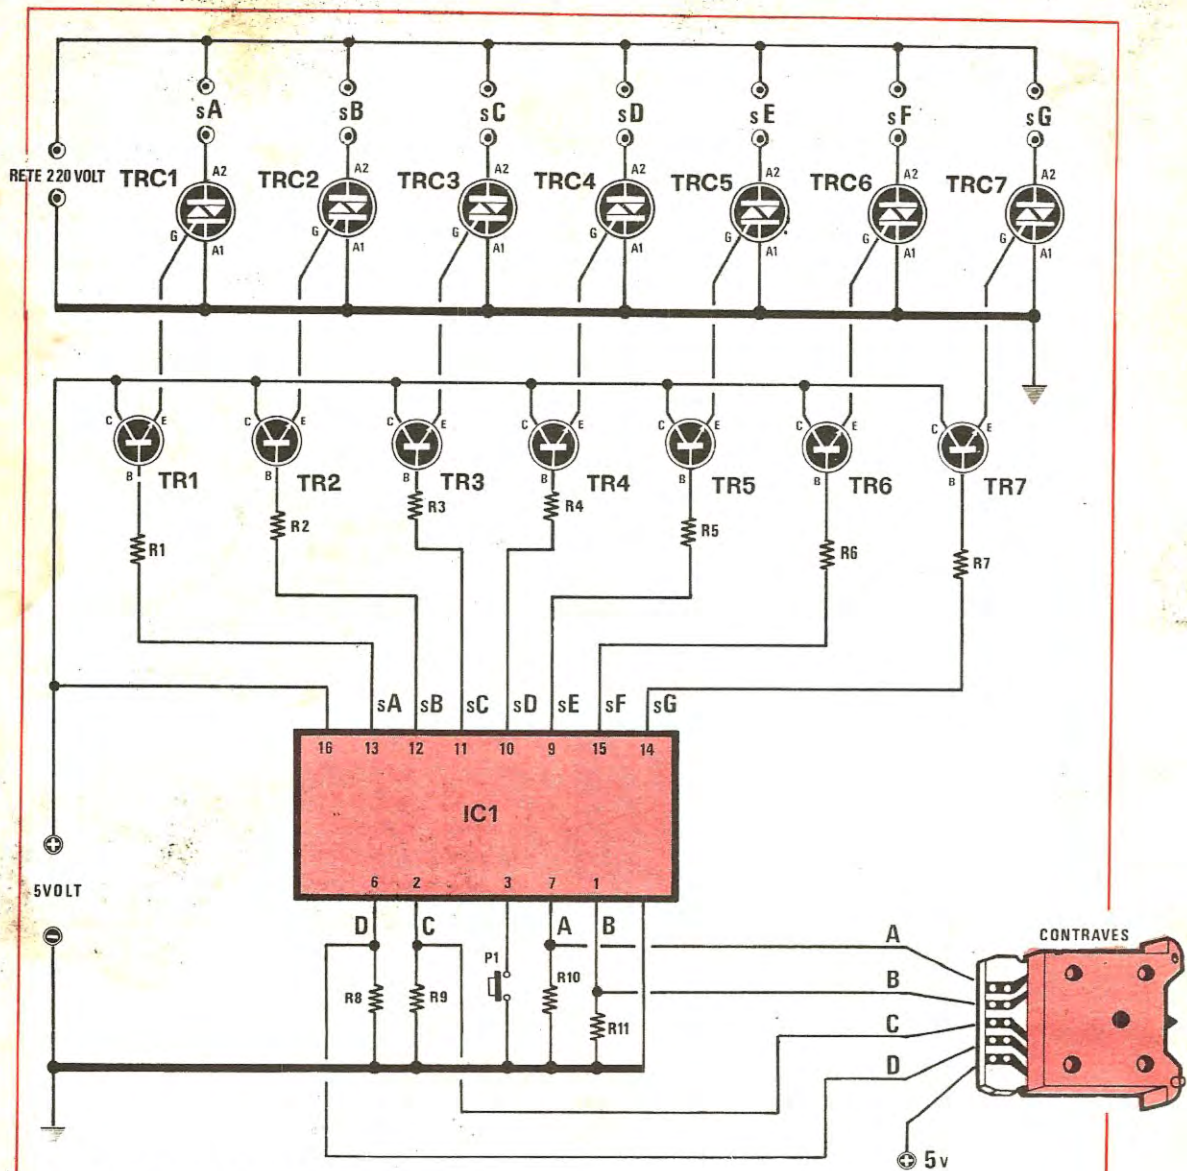 sA sB sC sD sE sF sG
RETE 220 VOLT
TRC1 TRC2 TRC3 TRC4 TRC5 TRC6 TRC7
A2 A2 A2 A2 A2 A2 A2
G G G G G G G
A1 A1 A1 A1 A1 A1 A1
C E C E C E C E C E C E C E
B B B B B B B
TR1 TR2 TR3 TR4 TR5 TR6 TR7
R1 R2 R3 R4 R5 R6 R7
sA sB sC sD sE sF sG
16 13 12 11 10 9 15 14
IC1
5VOLT
6 2 3 7 1
D C A B
P1
R8 R9 R10 R11
CONTRAVES
A
B
C
D
5V